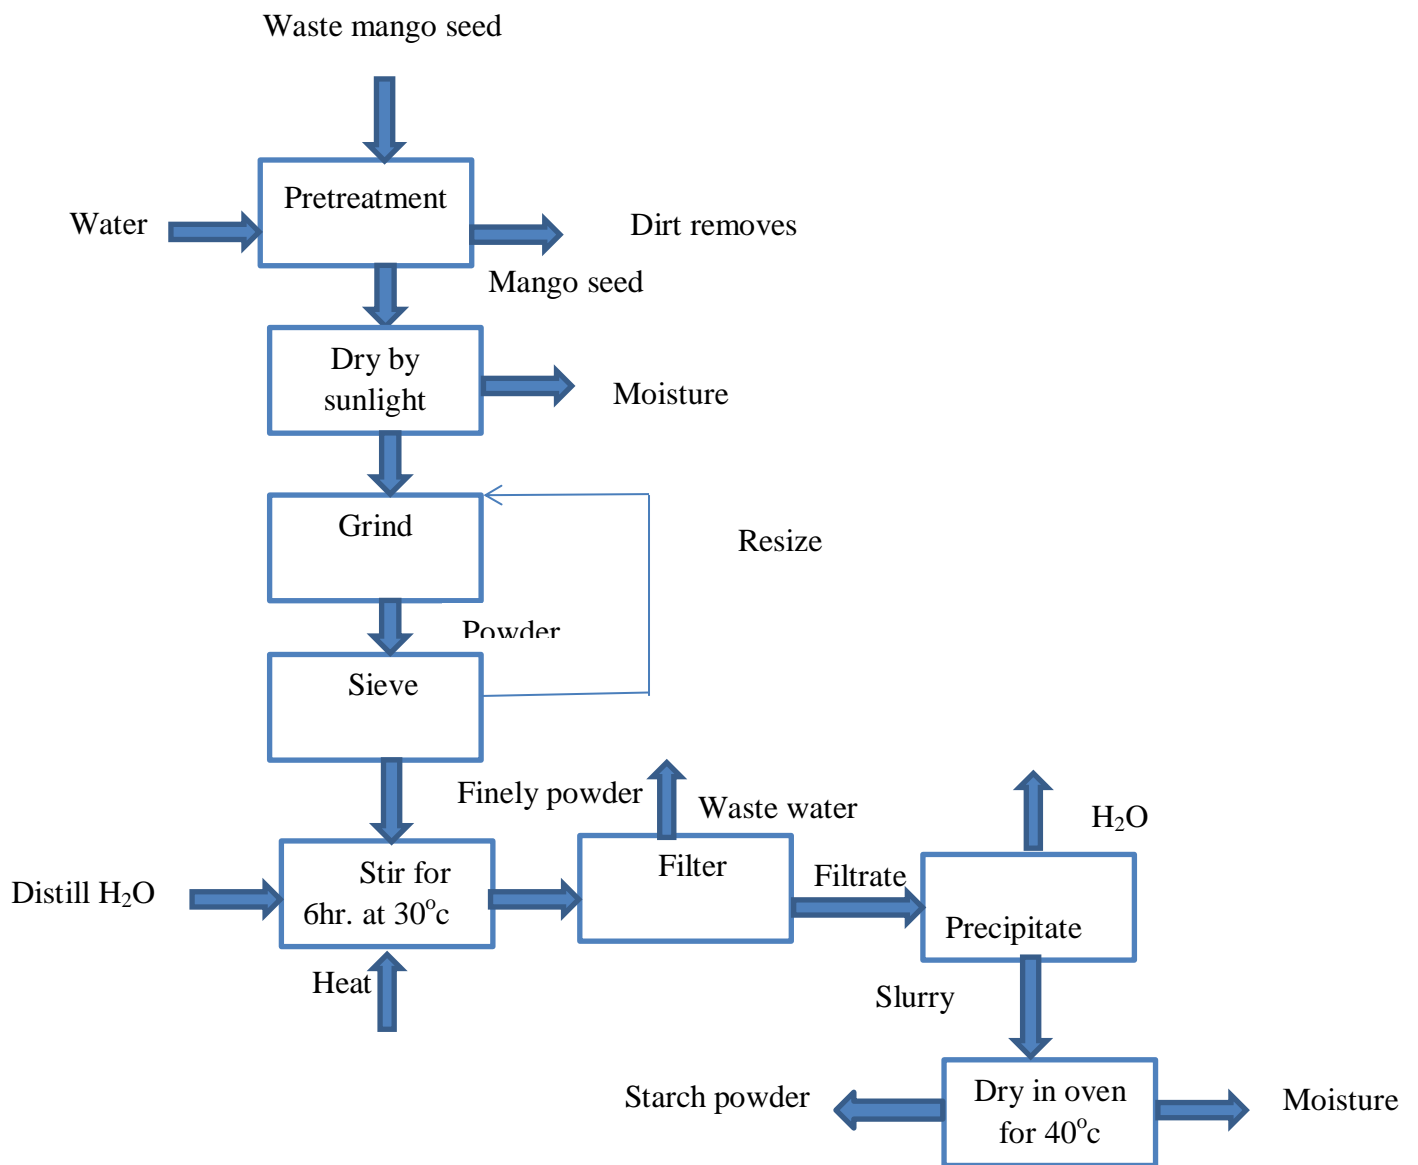 Waste mango seed
Pretreatment
Water
Dirt removes
Mango seed
Dry by
sunlight
Moisture
Grind
Resize
Powder
Sieve
Finely powder
Waste water
H₂O
Stir for
6hr. at 30°c
Distill H₂O
Filter
Filtrate
Precipitate
Heat
Slurry
Starch powder
Dry in oven
for 40°c
Moisture